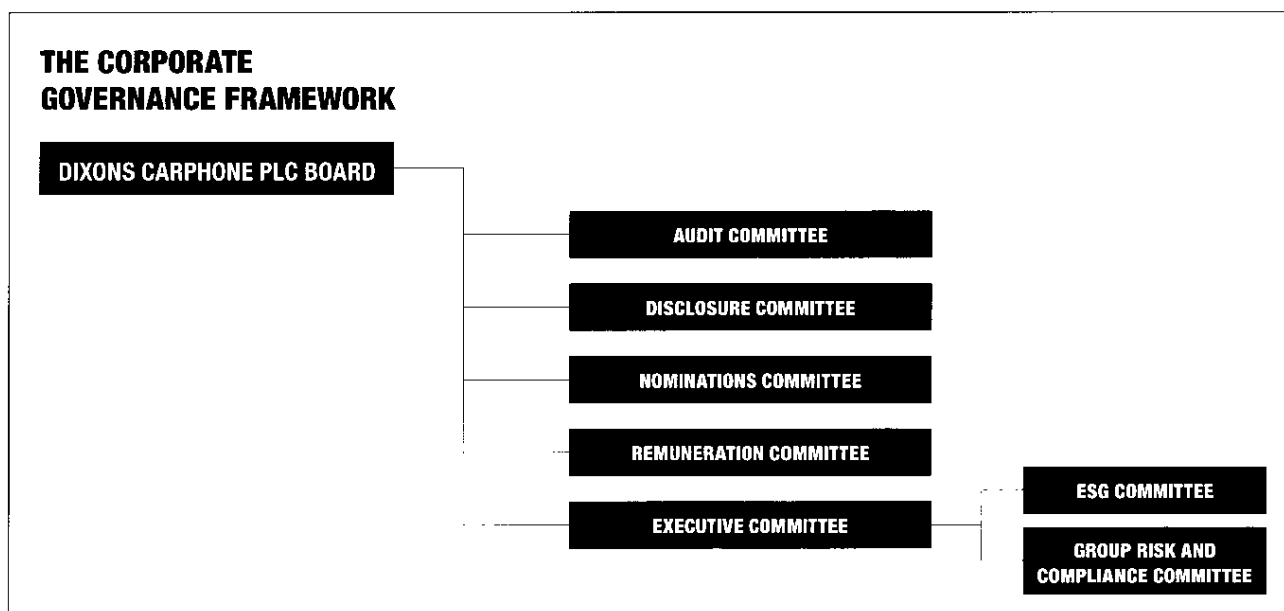 THE CORPORATE
GOVERNANCE FRAMEWORK
DIXONS CARPHONE PLC BOARD
AUDIT COMMITTEE
DISCLOSURE COMMITTEE
NOMINATIONS COMMITTEE
REMUNERATION COMMITTEE
EXECUTIVE COMMITTEE
ESG COMMITTEE
GROUP RISK AND
COMPLIANCE COMMITTEE